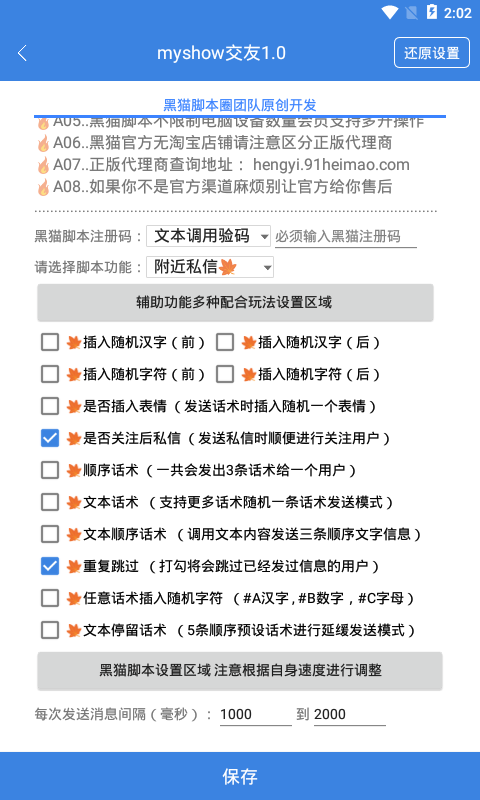 2:02
myshow交友1.0
还原设置
黑猫脚本圈团队原创开发
A05..黑猫脚本不限制电脑设备数量会员支持多开操作
A06..黑猫官方无淘宝店铺请注意区分正版代理商
A07..正版代理商查询地址：hengyi.91heimao.com
A08..如果你不是官方渠道麻烦别让官方给你售后
黑猫脚本注册码：文本调用验码 必须输入黑猫注册码
请选择脚本功能：附近私信
辅助功能多种配合玩法设置区域
插入随机汉字（前） 插入随机汉字（后）
插入随机字符（前） 插入随机字符（后）
是否插入表情（发送话术时插入随机一个表情）
是否关注后私信（发送私信时顺便进行关注用户）
顺序话术（一共会发出3条话术给一个用户）
文本话术（支持更多话术随机一条话术发送模式）
文本顺序话术（调用文本内容发送三条顺序文字信息）
重复跳过（打勾将会跳过已经发过信息的用户）
任意话术插入随机字符（#A汉字,#B数字，#C字母）
文本停留话术（5条顺序预设话术进行延缓发送模式）
黑猫脚本设置区域 注意根据自身速度进行调整
每次发送消息间隔（毫秒）：1000 到 2000
保存